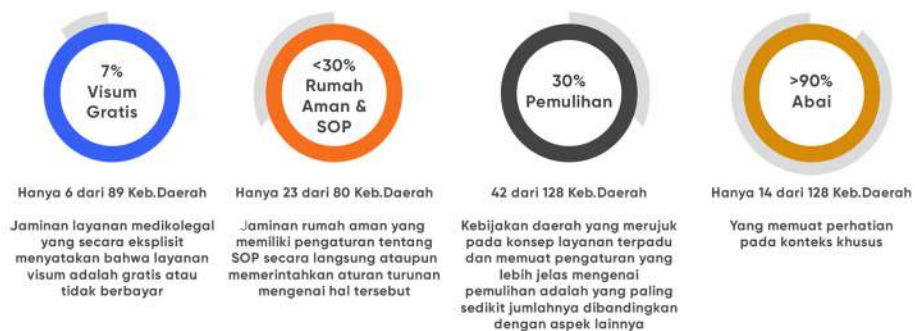 7%
Visum
Gratis
<30%
Rumah
Aman &
SOP
30%
Pemulihan
>90%
Abai
Hanya 6 dari 89 Keb.Daerah
Jaminan layanan medikolegal
yang secara eksplisit
menyatakan bahwa layanan
visum adalah gratis atau
tidak berbayar
Hanya 23 dari 80 Keb.Daerah
Jaminan rumah aman yang
memiliki pengaturan tentang
SOP secara langsung ataupun
memerintahkan aturan turunan
mengenai hal tersebut
42 dari 128 Keb.Daerah
Kebijakan daerah yang merujuk
pada konsep layanan terpadu
dan memuat pengaturan yang
lebih jelas mengenai
pemulihan adalah yang paling
sedikit jumlahnya dibandingkan
dengan aspek lainnya
Hanya 14 dari 128 Keb.Daerah
Yang memuat perhatian
pada konteks khusus